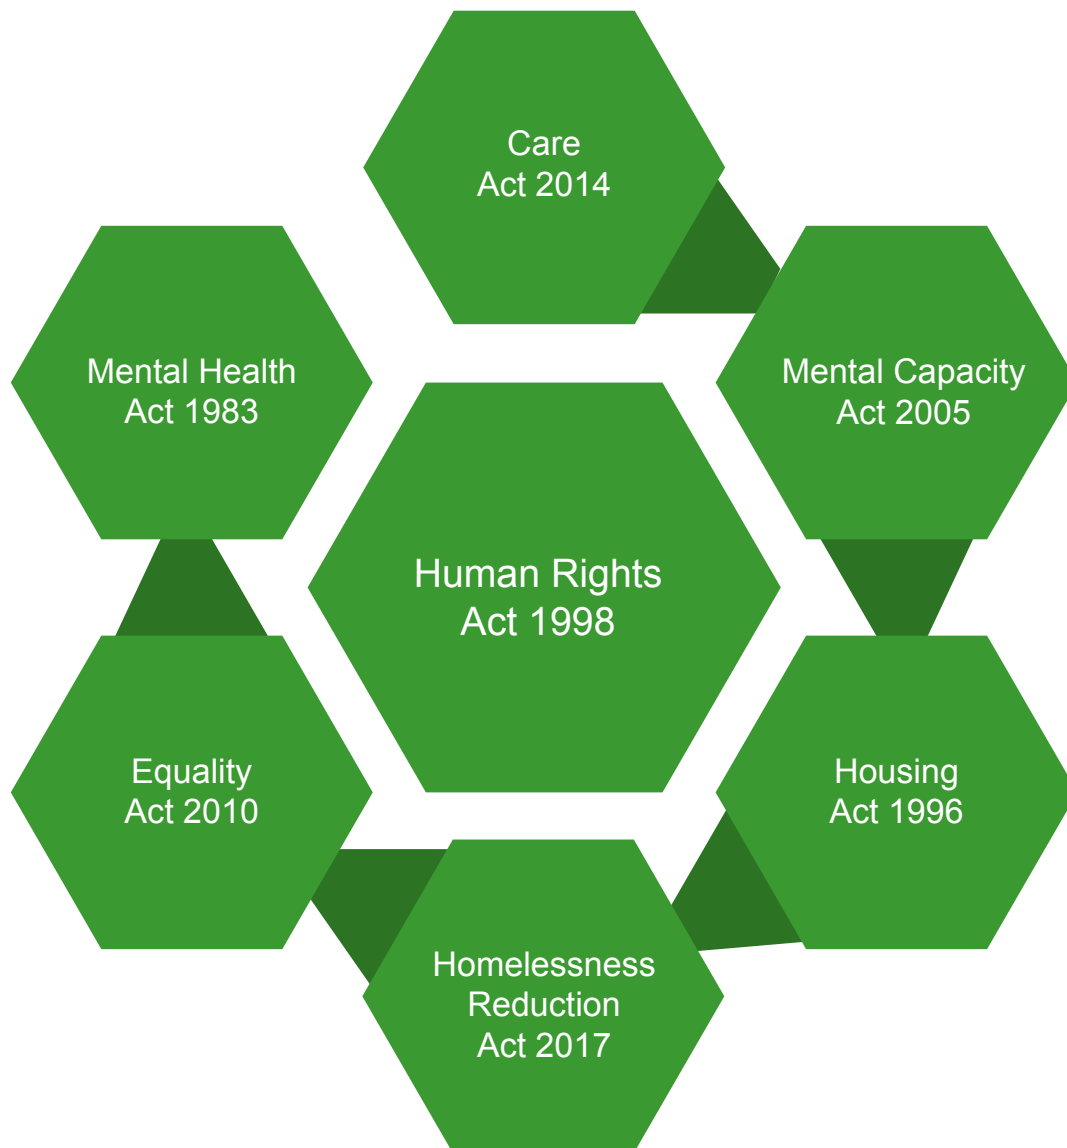 Care
Act 2014
Mental Health
Act 1983
Mental Capacity
Act 2005
Human Rights
Act 1998
Equality
Act 2010
Housing
Act 1996
Homelessness
Reduction
Act 2017